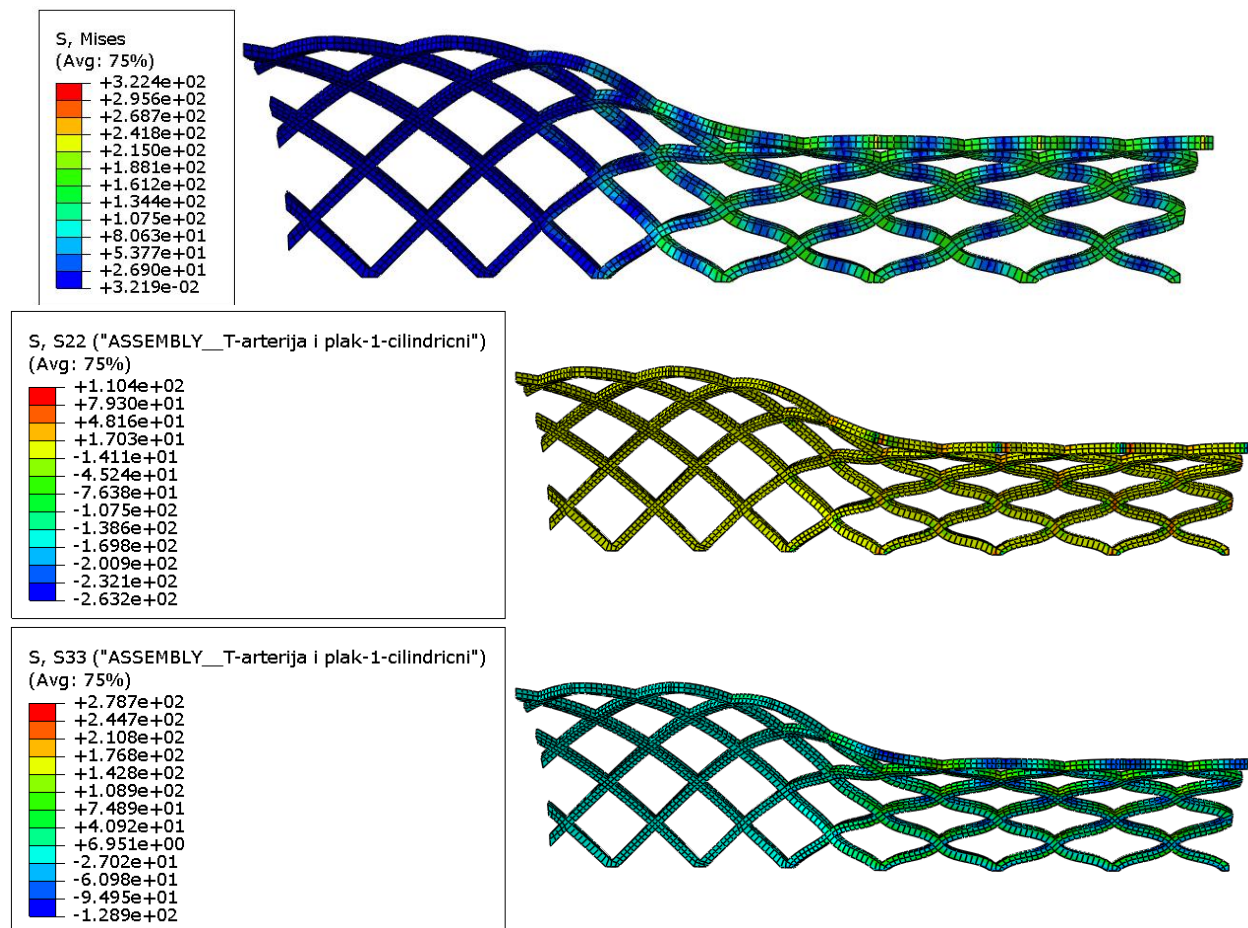 S, Mises
(Avg: 75%)
+3.224e+02
+2.956e+02
+2.687e+02
+2.418e+02
+2.150e+02
+1.881e+02
+1.612e+02
+1.344e+02
+1.075e+02
+8.063e+01
+5.377e+01
+2.690e+01
+3.219e-02
S, S22 ("ASSEMBLY__T-arterija i plak-1-cilindricni")
(Avg: 75%)
+1.104e+02
+7.930e+01
+4.816e+01
+1.703e+01
-1.411e+01
-4.524e+01
-7.638e+01
-1.075e+02
-1.386e+02
-1.698e+02
-2.009e+02
-2.321e+02
-2.632e+02
S, S33 ("ASSEMBLY__T-arterija i plak-1-cilindricni")
(Avg: 75%)
+2.787e+02
+2.447e+02
+2.108e+02
+1.768e+02
+1.428e+02
+1.089e+02
+7.489e+01
+4.092e+01
+6.951e+00
-2.702e+01
-6.098e+01
-9.495e+01
-1.289e+02